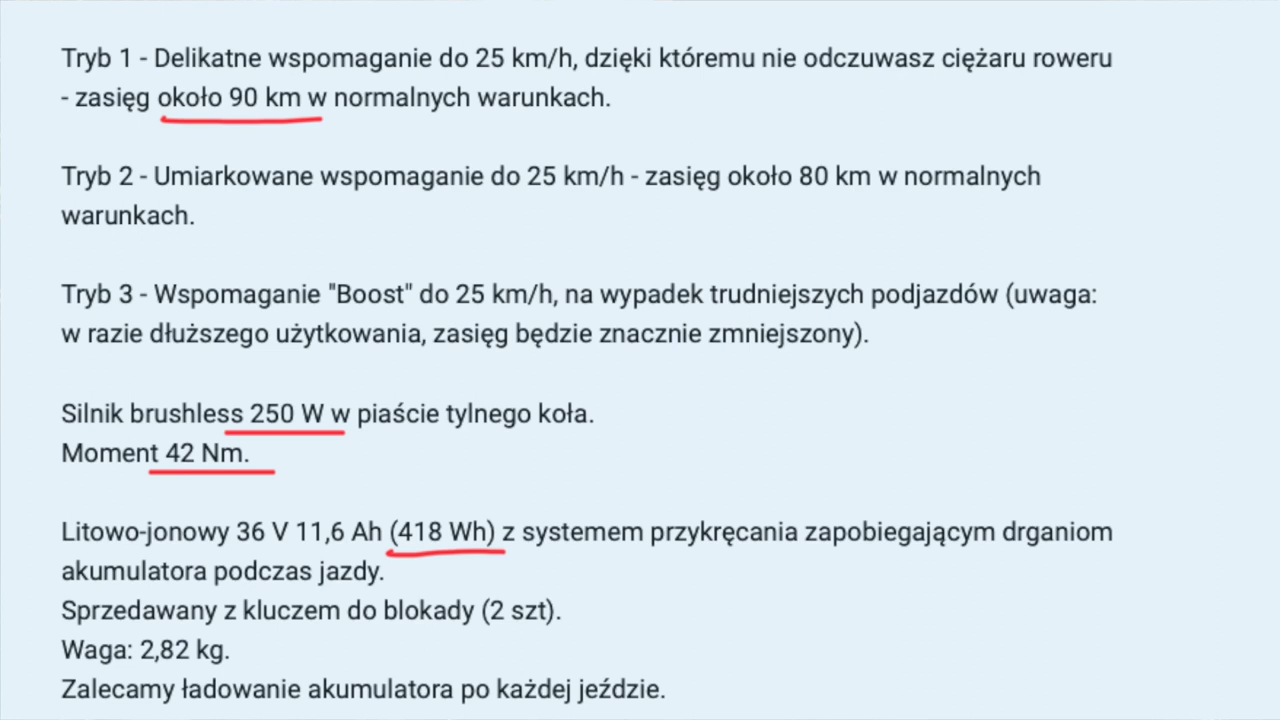 Tryb 1 - Delikatne wspomaganie do 25 km/h, dzięki któremu nie odczuwasz ciężaru roweru
- zasięg około 90 km w normalnych warunkach.
Tryb 2 - Umiarkowane wspomaganie do 25 km/h - zasięg około 80 km w normalnych
warunkach.
Tryb 3 - Wspomaganie "Boost" do 25 km/h, na wypadek trudniejszych podjazdów (uwaga:
w razie dłuższego użytkowania, zasięg będzie znacznie zmniejszony).
Silnik brushless 250 W w piaście tylnego koła.
Moment 42 Nm.
Litowo-jonowy 36 V 11,6 Ah (418 Wh) z systemem przykręcania zapobiegającym drganiom
akumulatora podczas jazdy.
Sprzedawany z kluczem do blokady (2 szt).
Waga: 2,82 kg.
Zalecamy ładowanie akumulatora po każdej jeździe.